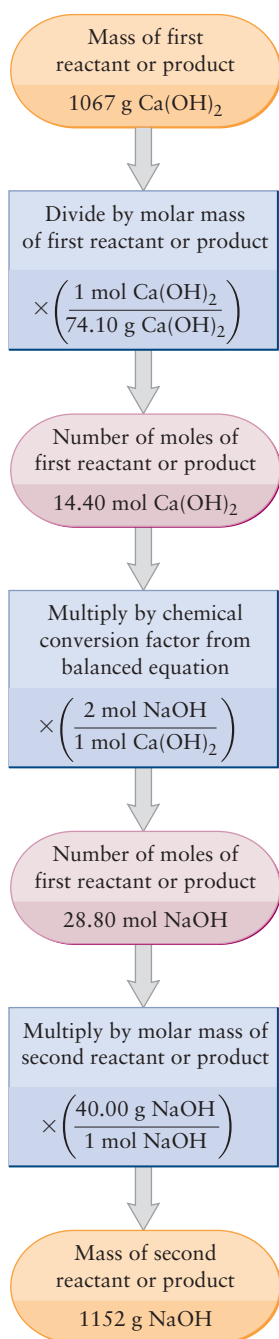 Mass of first
reactant or product
1067 g Ca(OH)₂
Divide by molar mass
of first reactant or product
×(1 mol Ca(OH)₂ / 74.10 g Ca(OH)₂)
Number of moles of
first reactant or product
14.40 mol Ca(OH)₂
Multiply by chemical
conversion factor from
balanced equation
×(2 mol NaOH / 1 mol Ca(OH)₂)
Number of moles of
first reactant or product
28.80 mol NaOH
Multiply by molar mass of
second reactant or product
×(40.00 g NaOH / 1 mol NaOH)
Mass of second
reactant or product
1152 g NaOH